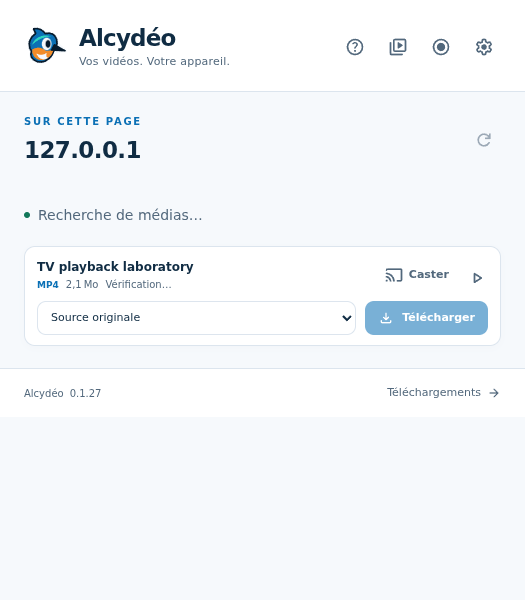 Alcydéo
Vos vidéos. Votre appareil.
SUR CETTE PAGE
127.0.0.1
Recherche de médias…
TV playback laboratory
Caster
MP4 2,1 Mo Vérification…
Source originale
Télécharger
Alcydéo 0.1.27
Téléchargements